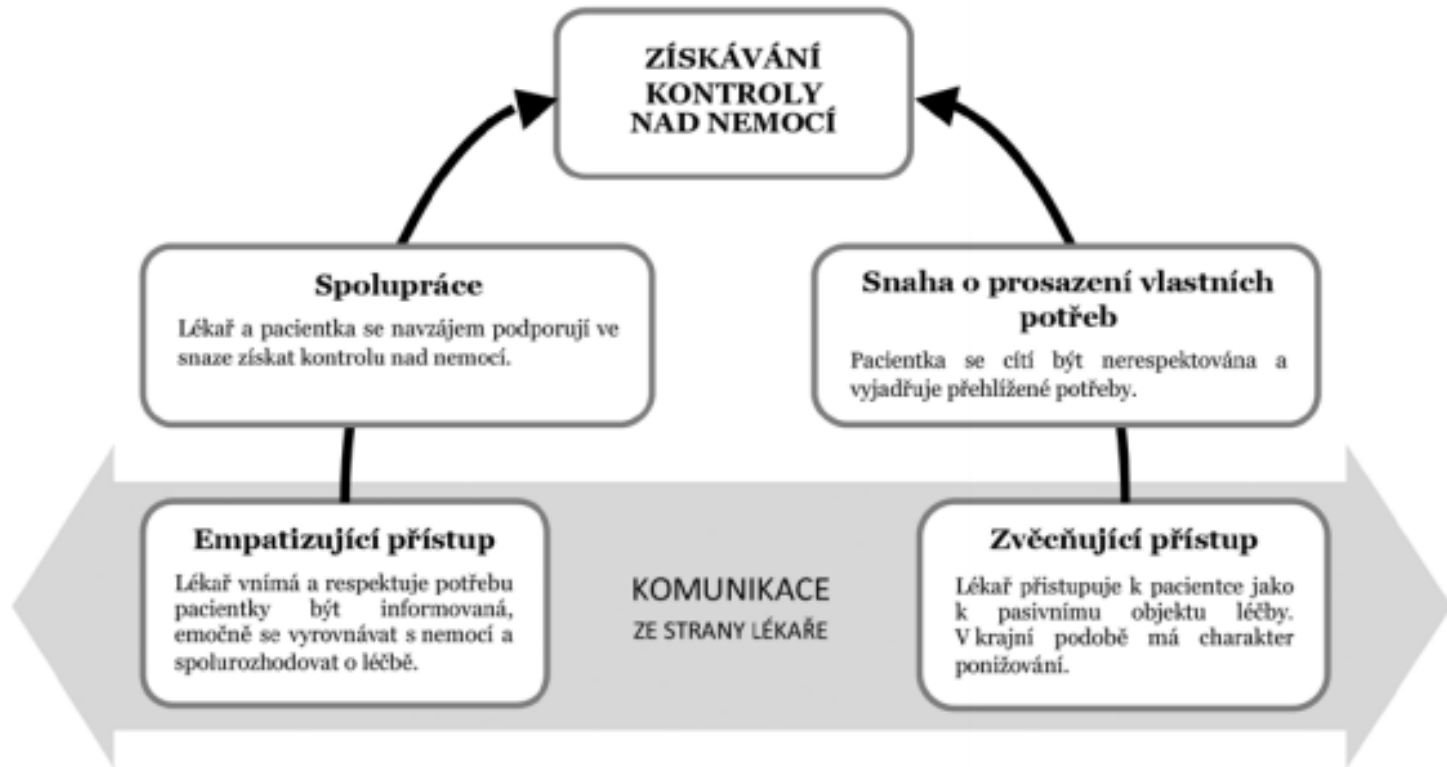 ZÍSKÁVÁNÍ
KONTROLY
NAD NEMOCÍ
Spolupráce
Lékař a pacientka se navzájem podporují ve
snaze získat kontrolu nad nemocí.
Snaha o prosazení vlastních
potřeb
Pacientka se cítí být nerespektována a
vyjadřuje přehlížené potřeby.
Empatizující přístup
Lékař vnímá a respektuje potřebu
pacientky být informovaná,
emočně se vyrovnávat s nemocí a
spolurozhodovat o léčbě.
KOMUNIKACE
ZE STRANY LÉKAŘE
Zvěcňující přístup
Lékař přistupuje k pacientce jako
k pasivnímu objektu léčby.
V krajní podobě má charakter
ponižování.